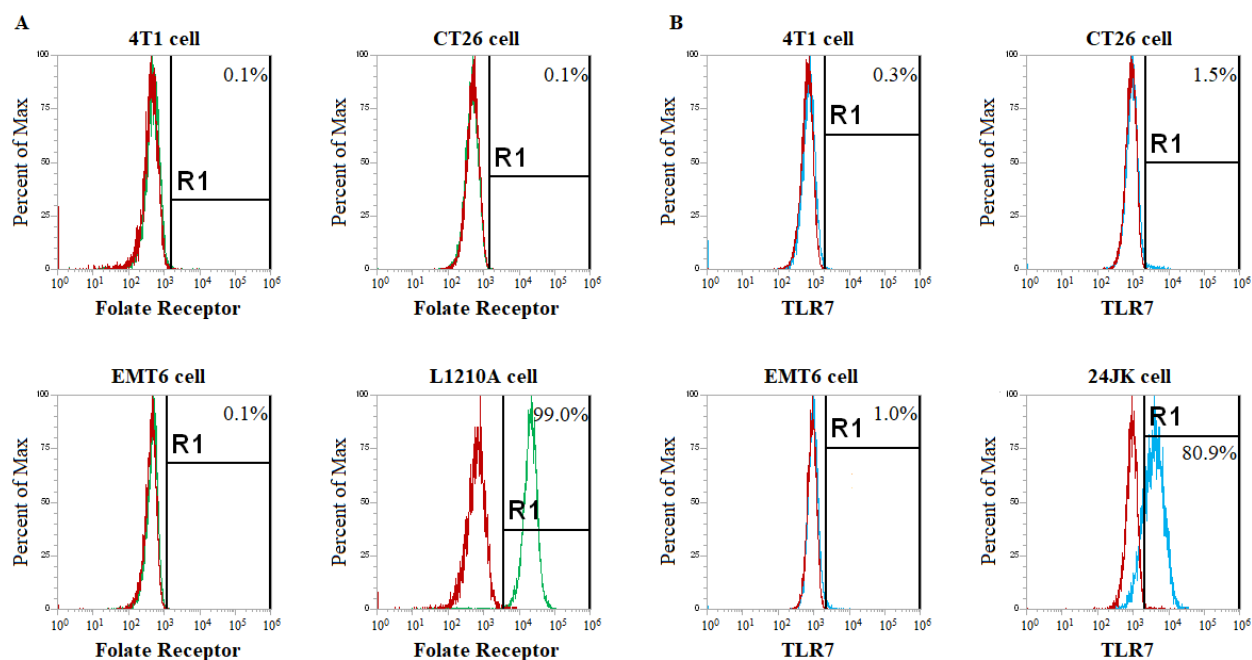 A
B
4T1 cell
CT26 cell
4T1 cell
CT26 cell
Percent of Max
100
75
50
25
0
0.1%
R1
10^0 10^1 10^2 10^3 10^4 10^5 10^6
Folate Receptor
Percent of Max
100
75
50
25
0
0.1%
R1
10^0 10^1 10^2 10^3 10^4 10^5 10^6
Folate Receptor
Percent of Max
100
75
50
25
0
0.3%
R1
10^0 10^1 10^2 10^3 10^4 10^5 10^6
TLR7
Percent of Max
100
75
50
25
0
1.5%
R1
10^0 10^1 10^2 10^3 10^4 10^5 10^6
TLR7
EMT6 cell
L1210A cell
EMT6 cell
24JK cell
Percent of Max
100
75
50
25
0
0.1%
R1
10^0 10^1 10^2 10^3 10^4 10^5 10^6
Folate Receptor
Percent of Max
100
75
50
25
0
99.0%
R1
10^0 10^1 10^2 10^3 10^4 10^5 10^6
Folate Receptor
Percent of Max
100
75
50
25
0
1.0%
R1
10^0 10^1 10^2 10^3 10^4 10^5 10^6
TLR7
Percent of Max
100
75
50
25
0
R1
80.9%
10^0 10^1 10^2 10^3 10^4 10^5 10^6
TLR7